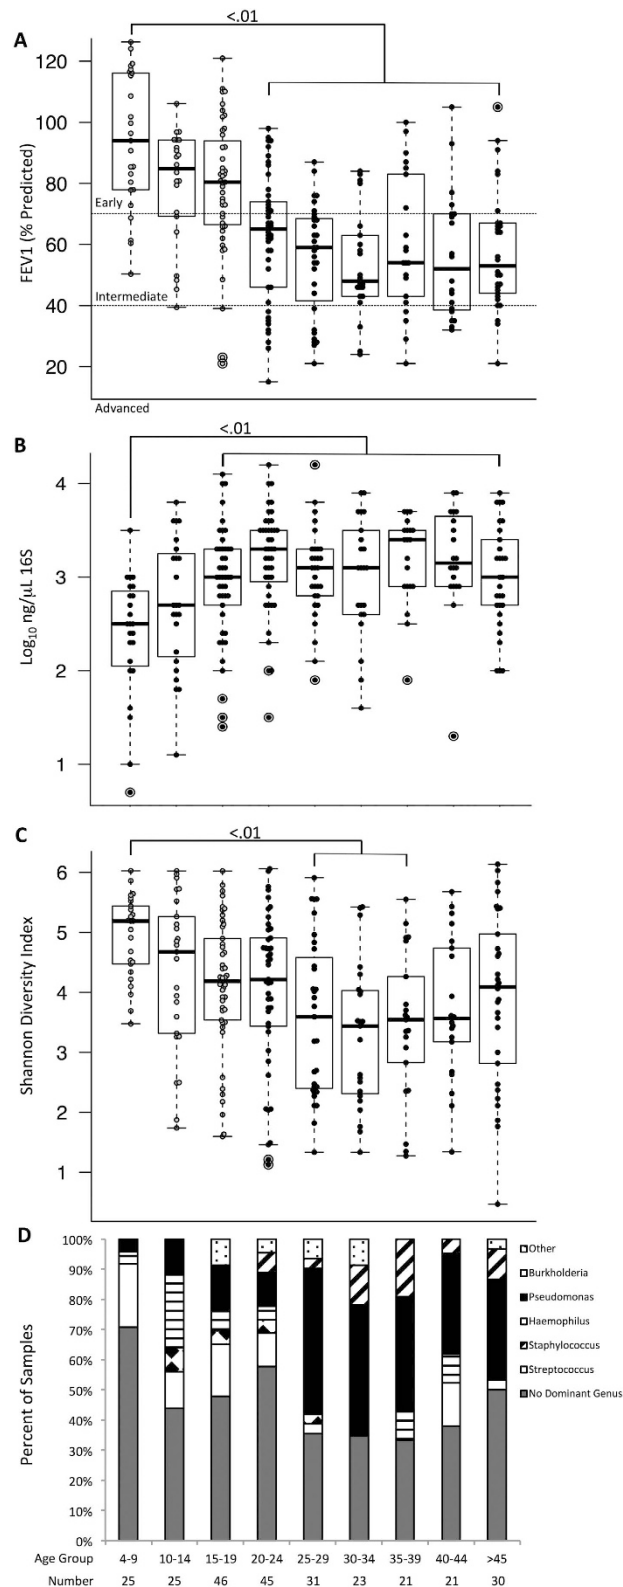 A
<.01
FEV1 (% Predicted)
120
100
80
60
40
20
Early
Intermediate
Advanced
B
<.01
Log10 ng/μL 16S
4
3
2
1
C
<.01
Shannon Diversity Index
6
5
4
3
2
1
D
Percent of Samples
100%
90%
80%
70%
60%
50%
40%
30%
20%
10%
0%
Other
Burkholderia
Pseudomonas
Haemophilus
Staphylococcus
Streptococcus
No Dominant Genus
Age Group 4-9 10-14 15-19 20-24 25-29 30-34 35-39 40-44 >45
Number 25 25 46 45 31 23 21 21 30